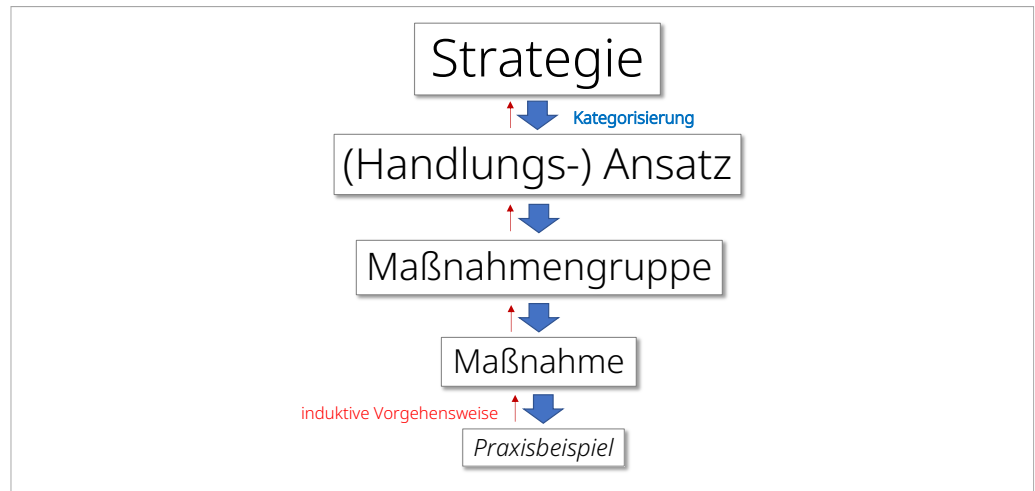 Strategie
Kategorisierung
(Handlungs-) Ansatz
Maßnahmengruppe
Maßnahme
induktive Vorgehensweise
Praxisbeispiel